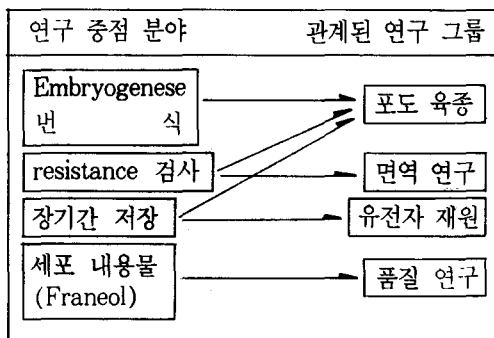 연구 중점 분야 관계된 연구 그룹
Embryogenese
번 식
포도 육종
resistance 검사
면역 연구
장기간 저장
유전자 재원
세포 내용물
(Franeol)
품질 연구